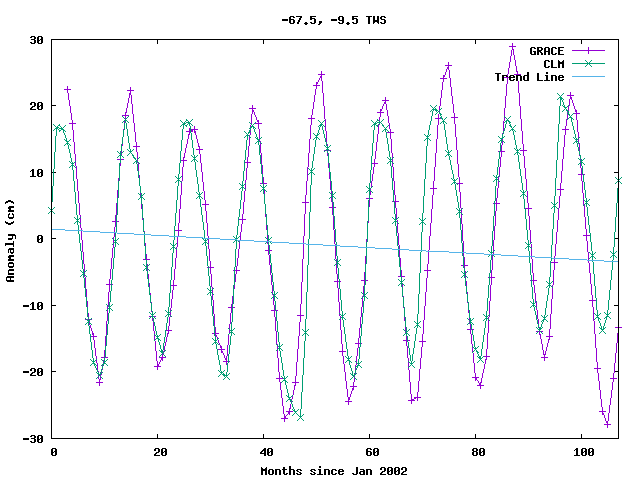 -67.5, -9.5 TWS
GRACE
CLM
Trend Line
30
20
10
0
-10
-20
-30
Anomaly (cm)
0 20 40 60 80 100
Months since Jan 2002